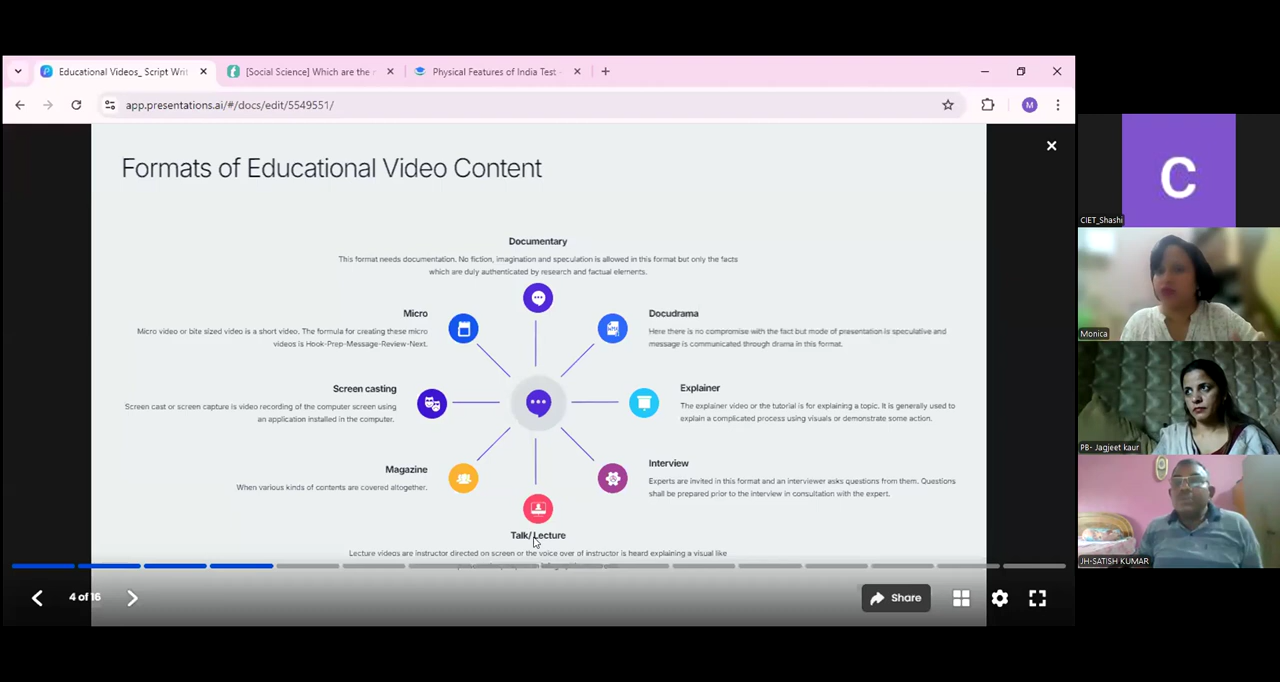 Educational Videos_ Script Writ
[Social Science] Which are the r
Physical Features of India Test -
app.presentations.ai/#/docs/edit/5549551/
M
Formats of Educational Video Content
Documentary
This format needs documentation. No fiction, imagination and speculation is allowed in this format but only the facts
which are duly authenticated by research and factual elements.
Micro
Micro video or bite sized video is a short video. The formula for creating these micro
videos is Hook-Prep-Message-Review-Next.
Docudrama
Here there is no compromise with the fact but mode of presentation is speculative and
message is communicated through drama in this format.
Screen casting
Screen cast or screen capture is video recording of the computer screen using
an application installed in the computer.
Explainer
The explainer video or the tutorial is for explaining a topic. It is generally used to
explain a complicated process using visuals or demonstrate some action.
Magazine
When various kinds of contents are covered altogether.
Interview
Experts are invited in this format and an interviewer asks questions from them. Questions
shall be prepared prior to the interview in consultation with the expert.
Talk/Lecture
Lecture videos are instructor directed on screen or the voice over of instructor is heard explaining a visual like
4 of 16
Share
C
CIET_Shashi
Monica
PB- Jagjeet kaur
JH-SATISH KUMAR